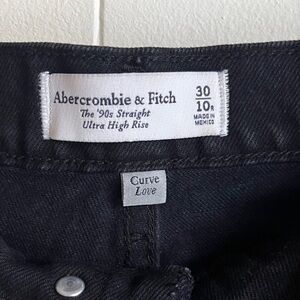 Abercrombie & Fitch
The '90s Straight
Ultra High Rise
30
10R
MADE IN
MEXICO
Curve
Love